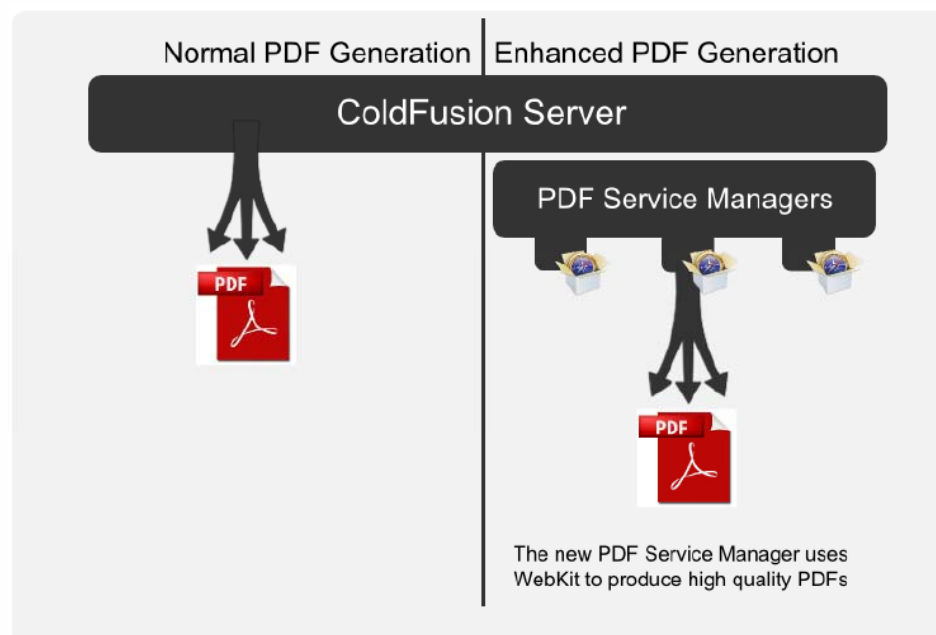 Normal PDF Generation
Enhanced PDF Generation
ColdFusion Server
PDF Service Managers
PDF
PDF
The new PDF Service Manager uses
WebKit to produce high quality PDFs